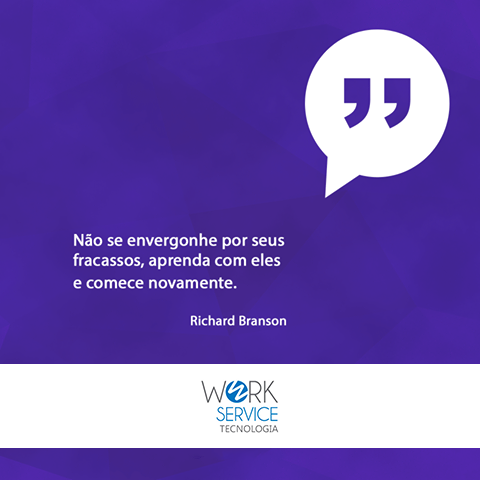 Não se envergonhe por seus
fracassos, aprenda com eles
e comece novamente.
Richard Branson
WORK
SERVICE
TECNOLOGIA